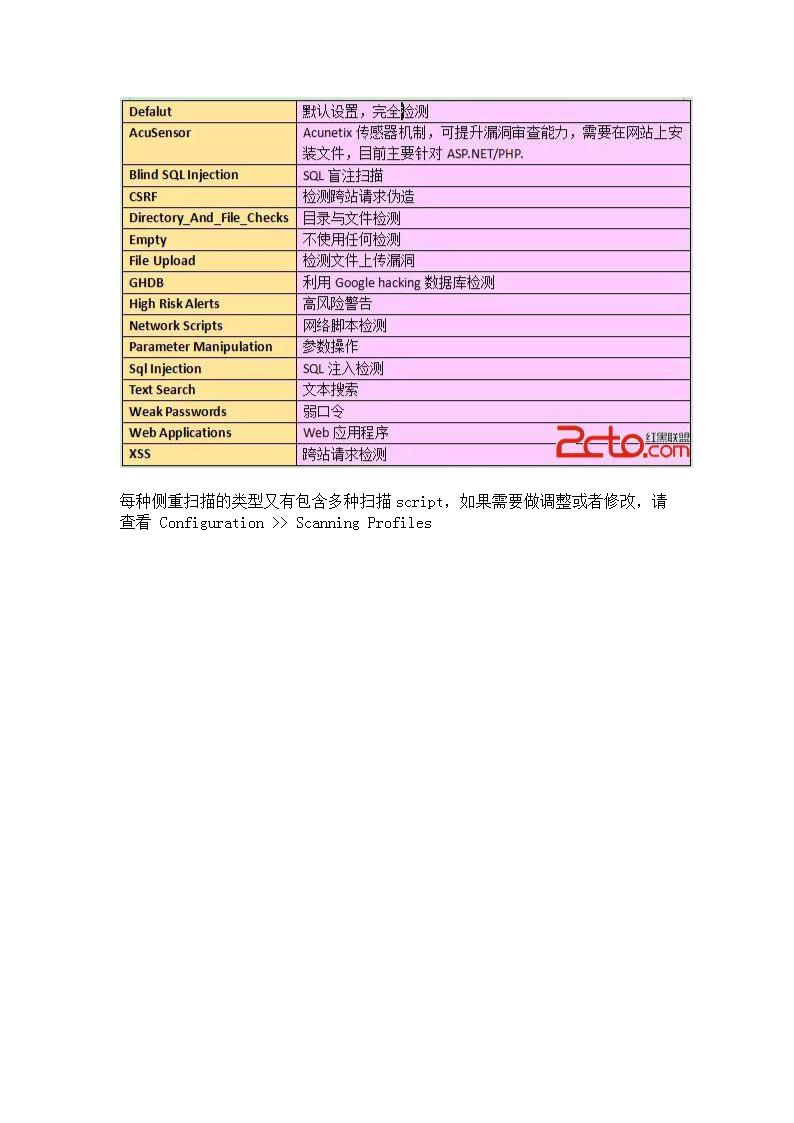 Defalut 默认设置，完全检测
AcuSensor Acunetix 传感器机制，可提升漏洞审查能力，需要在网站上安
装文件，目前主要针对 ASP.NET/PHP.
Blind SQL Injection SQL 盲注扫描
CSRF 检测跨站请求伪造
Directory_And_File_Checks 目录与文件检测
Empty 不使用任何检测
File Upload 检测文件上传漏洞
GHDB 利用 Google hacking 数据库检测
High Risk Alerts 高风险警告
Network Scripts 网络脚本检测
Parameter Manipulation 参数操作
Sql Injection SQL 注入检测
Text Search 文本搜索
Weak Passwords 弱口令
Web Applications Web 应用程序
XSS 跨站请求检测
2cto 红黑联盟
.com
每种侧重扫描的类型又有包含多种扫描 script，如果需要做调整或者修改，请
查看 Configuration >> Scanning Profiles